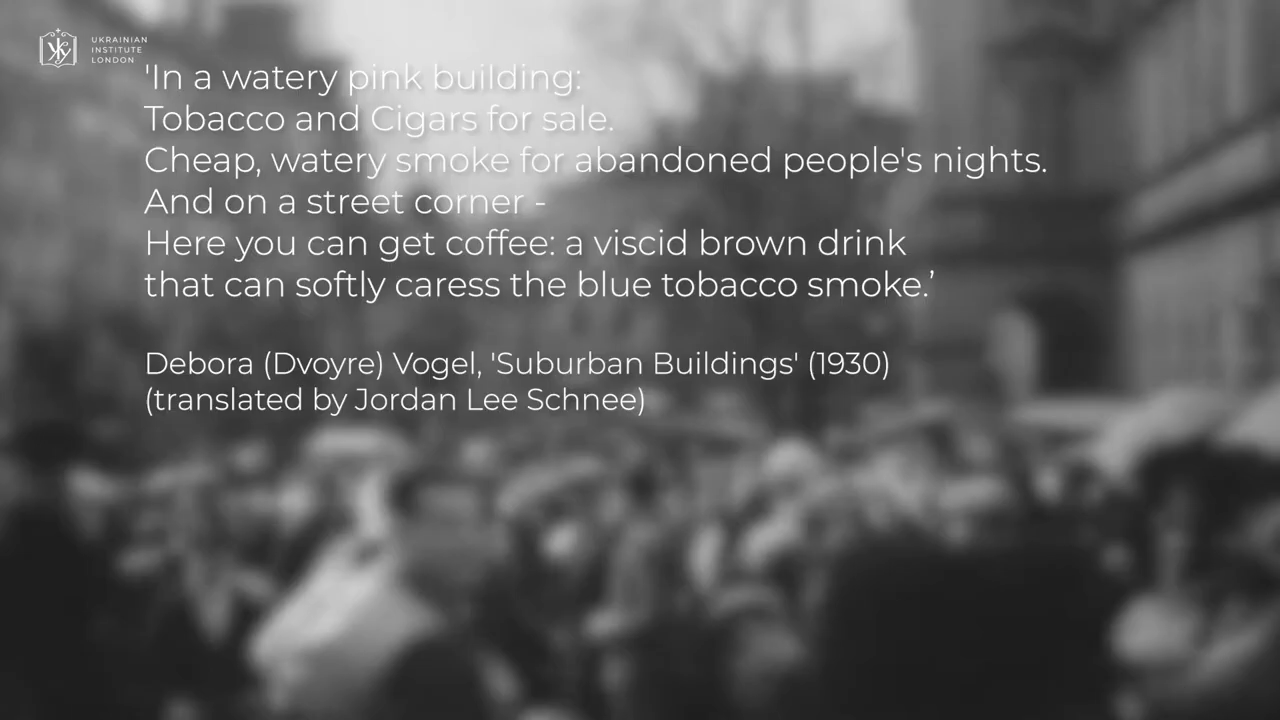 UKRAINIAN
INSTITUTE
LONDON
'In a watery pink building:
Tobacco and Cigars for sale.
Cheap, watery smoke for abandoned people's nights.
And on a street corner -
Here you can get coffee: a viscid brown drink
that can softly caress the blue tobacco smoke.’
Debora (Dvoyre) Vogel, 'Suburban Buildings' (1930)
(translated by Jordan Lee Schnee)